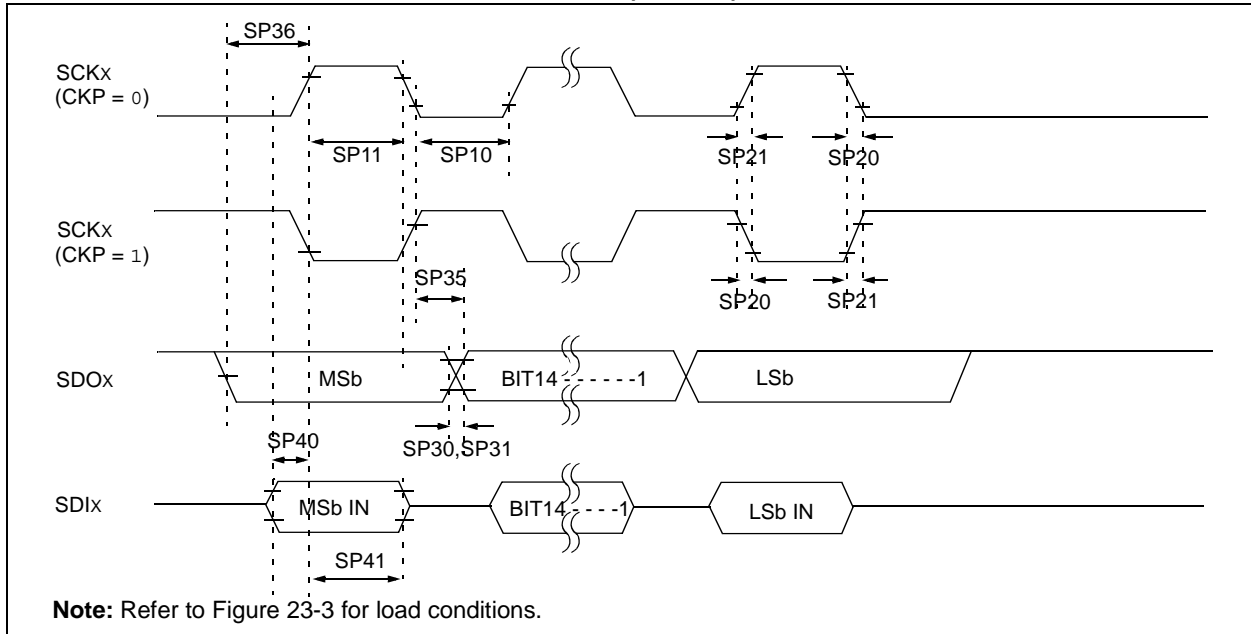 SP36
SCKX
(CKP = 0)
SP11
SP10
SP21
SP20
SCKX
(CKP = 1)
SP35
SP20
SP21
SDOX
MSb
BIT14 - - - - - -1
LSb
SP40
SP30,SP31
SDIX
MSb IN
BIT14 - - - - -1
LSb IN
SP41
Note: Refer to Figure 23-3 for load conditions.